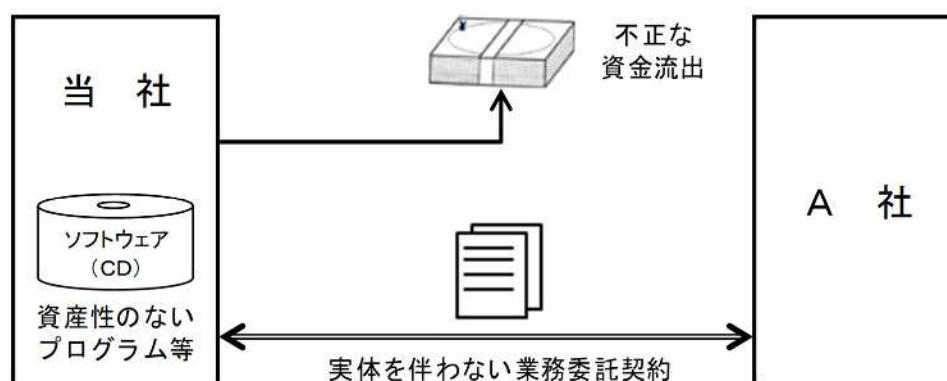 当 社
不正な
資金流出
A 社
ソフトウェア
(CD)
資産性のない
プログラム等
実体を伴わない業務委託契約